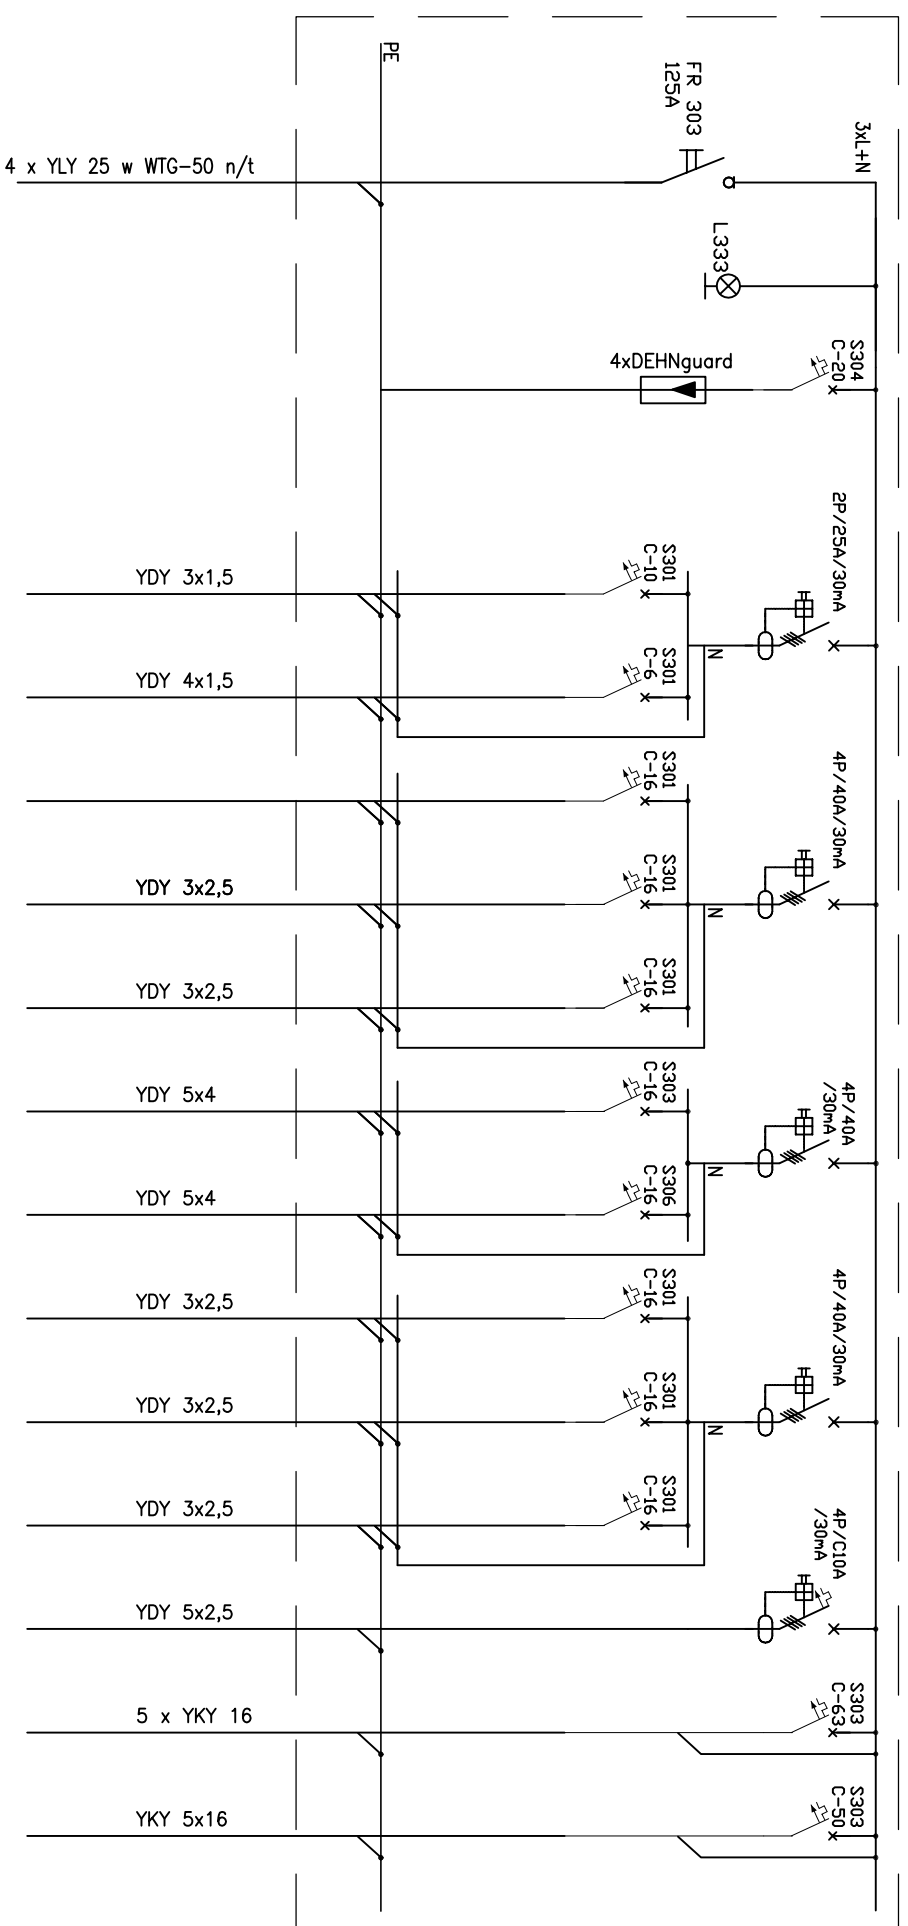 PE
3xL+N
4 x YLY 25 w WTG-50 n/t
FR 303
125A
L333
S304
C-20
4xDEHNguard
2P/25A/30mA
N
S301
C-10
YDY 3x1,5
S301
C-6
YDY 4x1,5
4P/40A/30mA
N
S301
C-16
S301
C-16
YDY 3x2,5
S301
C-16
YDY 3x2,5
4P/40A
/30mA
N
S303
C-16
YDY 5x4
S306
C-16
YDY 5x4
4P/40A/30mA
N
S301
C-16
YDY 3x2,5
S301
C-16
YDY 3x2,5
S301
C-16
YDY 3x2,5
4P/C10A
/30mA
YDY 5x2,5
S303
C-63
5 x YKY 16
S303
C-50
YKY 5x16